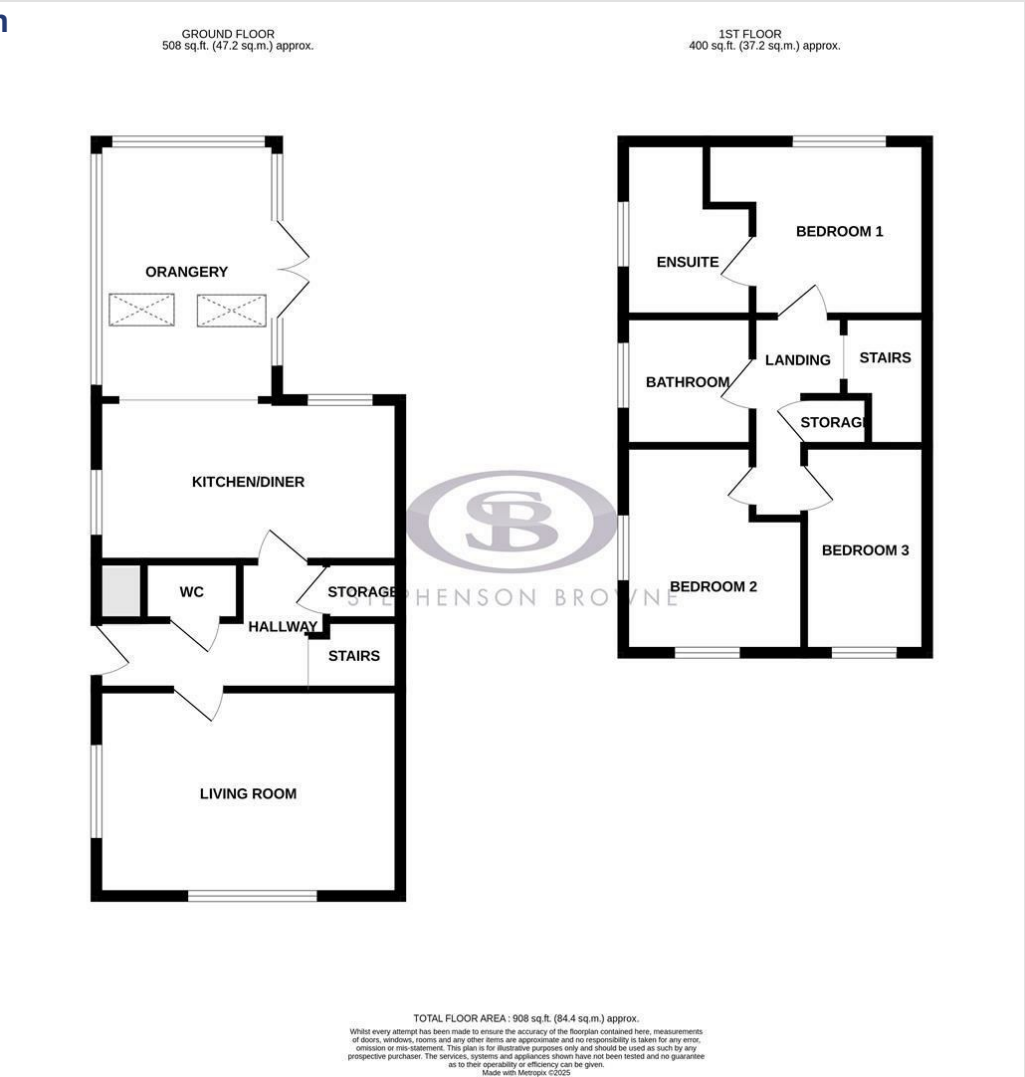 n
GROUND FLOOR
508 sq.ft. (47.2 sq.m.) approx.
1ST FLOOR
400 sq.ft. (37.2 sq.m.) approx.
ORANGERY
KITCHEN/DINER
WC
STORAGE
HALLWAY
STAIRS
LIVING ROOM
BEDROOM 1
ENSUITE
LANDING
STAIRS
BATHROOM
STORAGE
BEDROOM 3
BEDROOM 2
SB
STEPHENSON BROWNE
TOTAL FLOOR AREA : 908 sq.ft. (84.4 sq.m.) approx.
Whilst every attempt has been made to ensure the accuracy of the floorplan contained here, measurements
of doors, windows, rooms and any other items are approximate and no responsibility is taken for any error,
omission or mis-statement. This plan is for illustrative purposes only and should be used as such by any
prospective purchaser. The services, systems and appliances shown have not been tested and no guarantee
as to their operability or efficiency can be given.
Made with Metropix ©2025